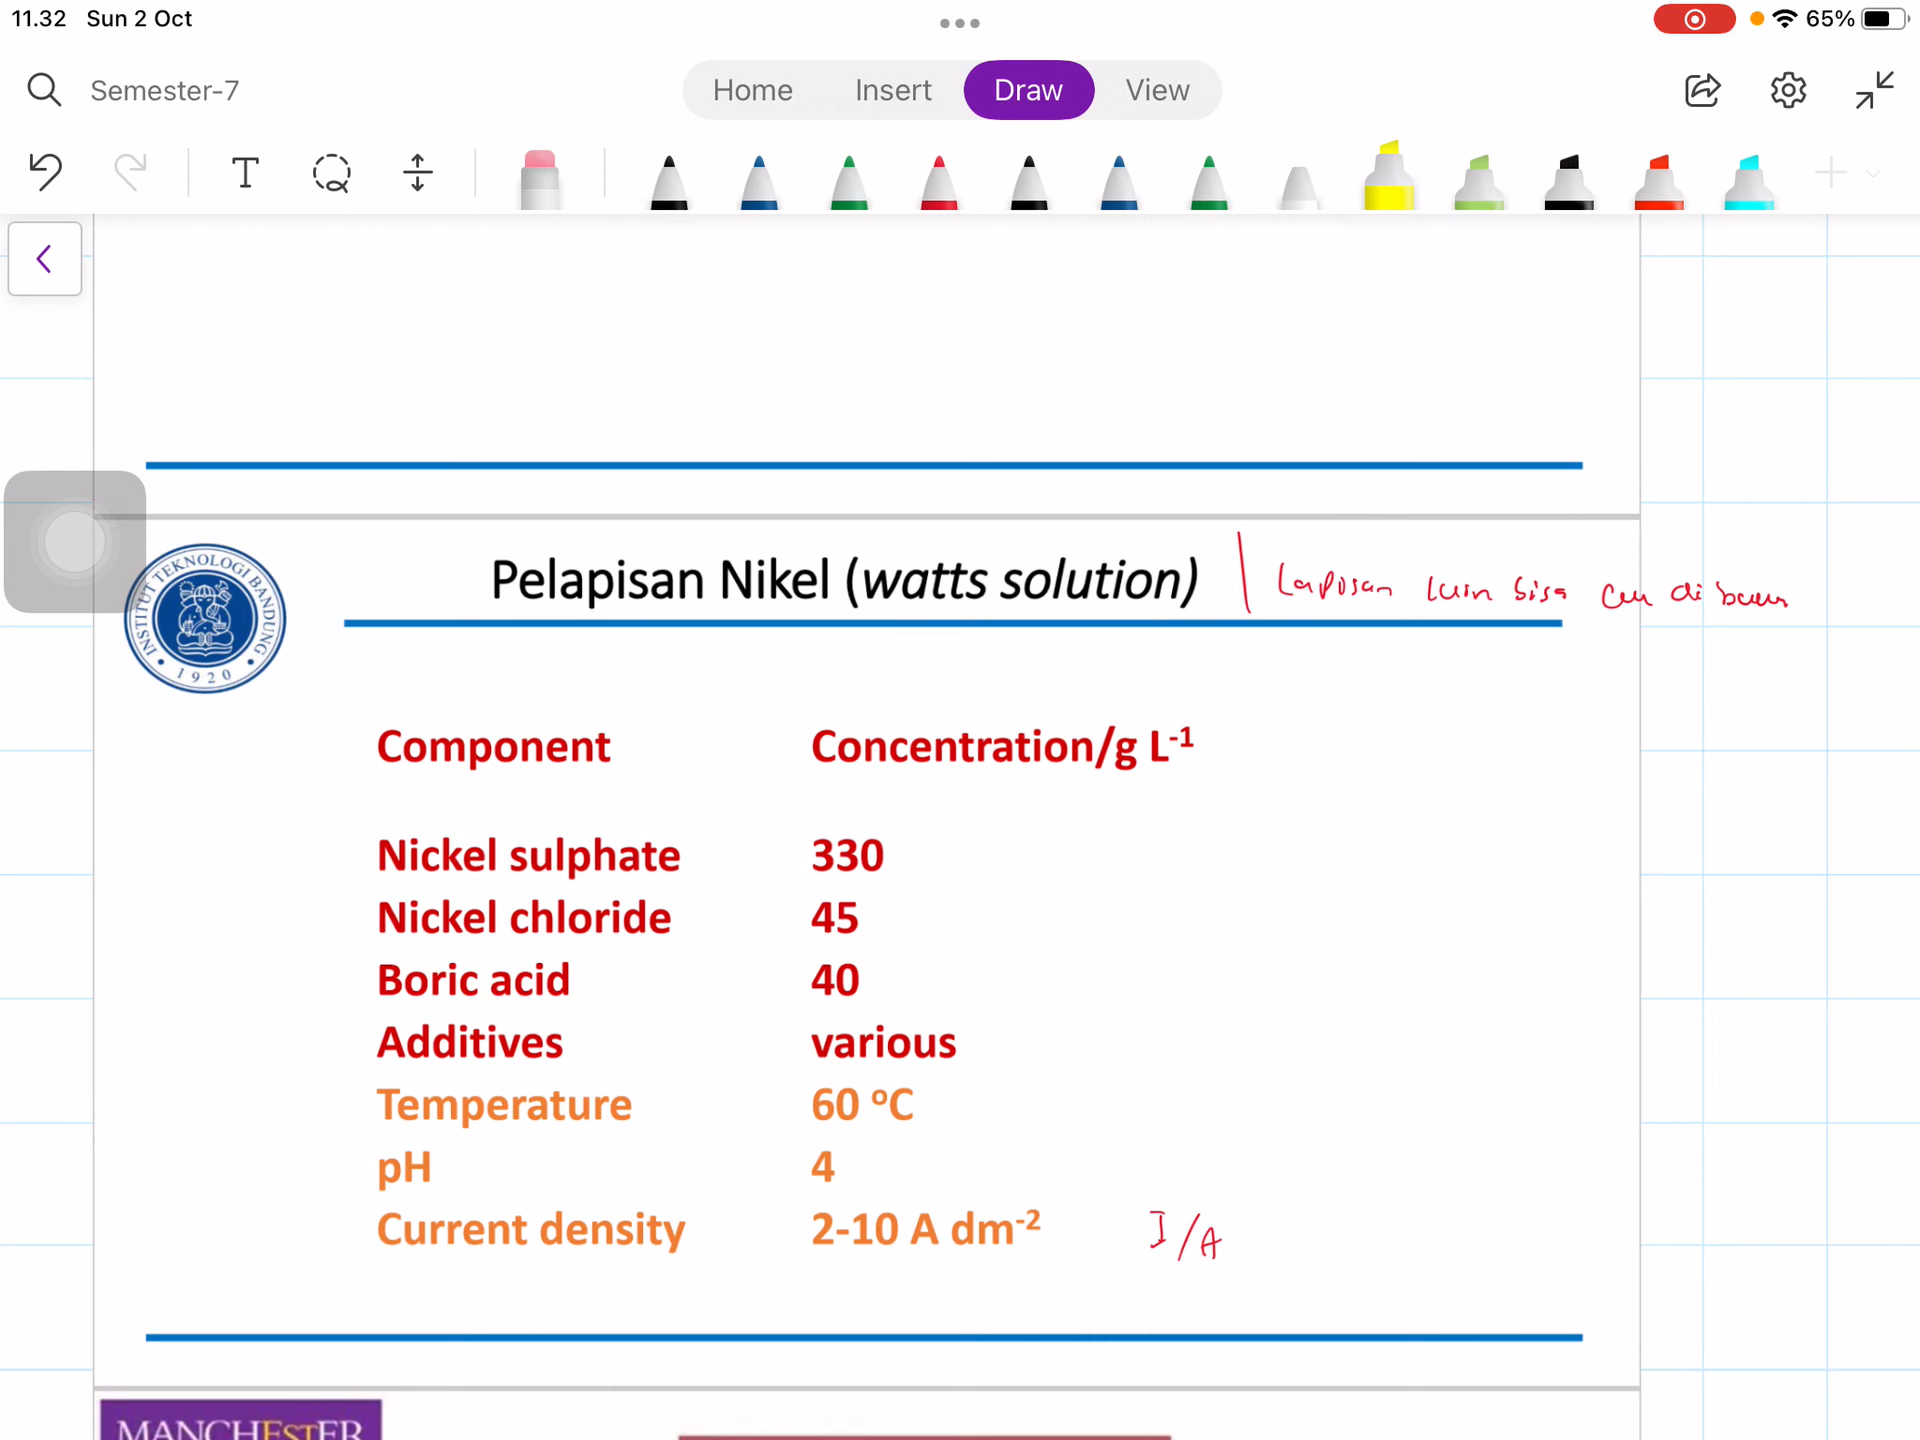 11.32 Sun 2 Oct
65%
Semester-7
Home Insert Draw View
T
Pelapisan Nikel (watts solution)
Lapisan lain bisa di
INSTITUT TEKNOLOGI BANDUNG
1920
Component Concentration/g L⁻¹
Nickel sulphate 330
Nickel chloride 45
Boric acid 40
Additives various
Temperature 60 °C
pH 4
Current density 2-10 A dm⁻² I/A
MANCHESTER